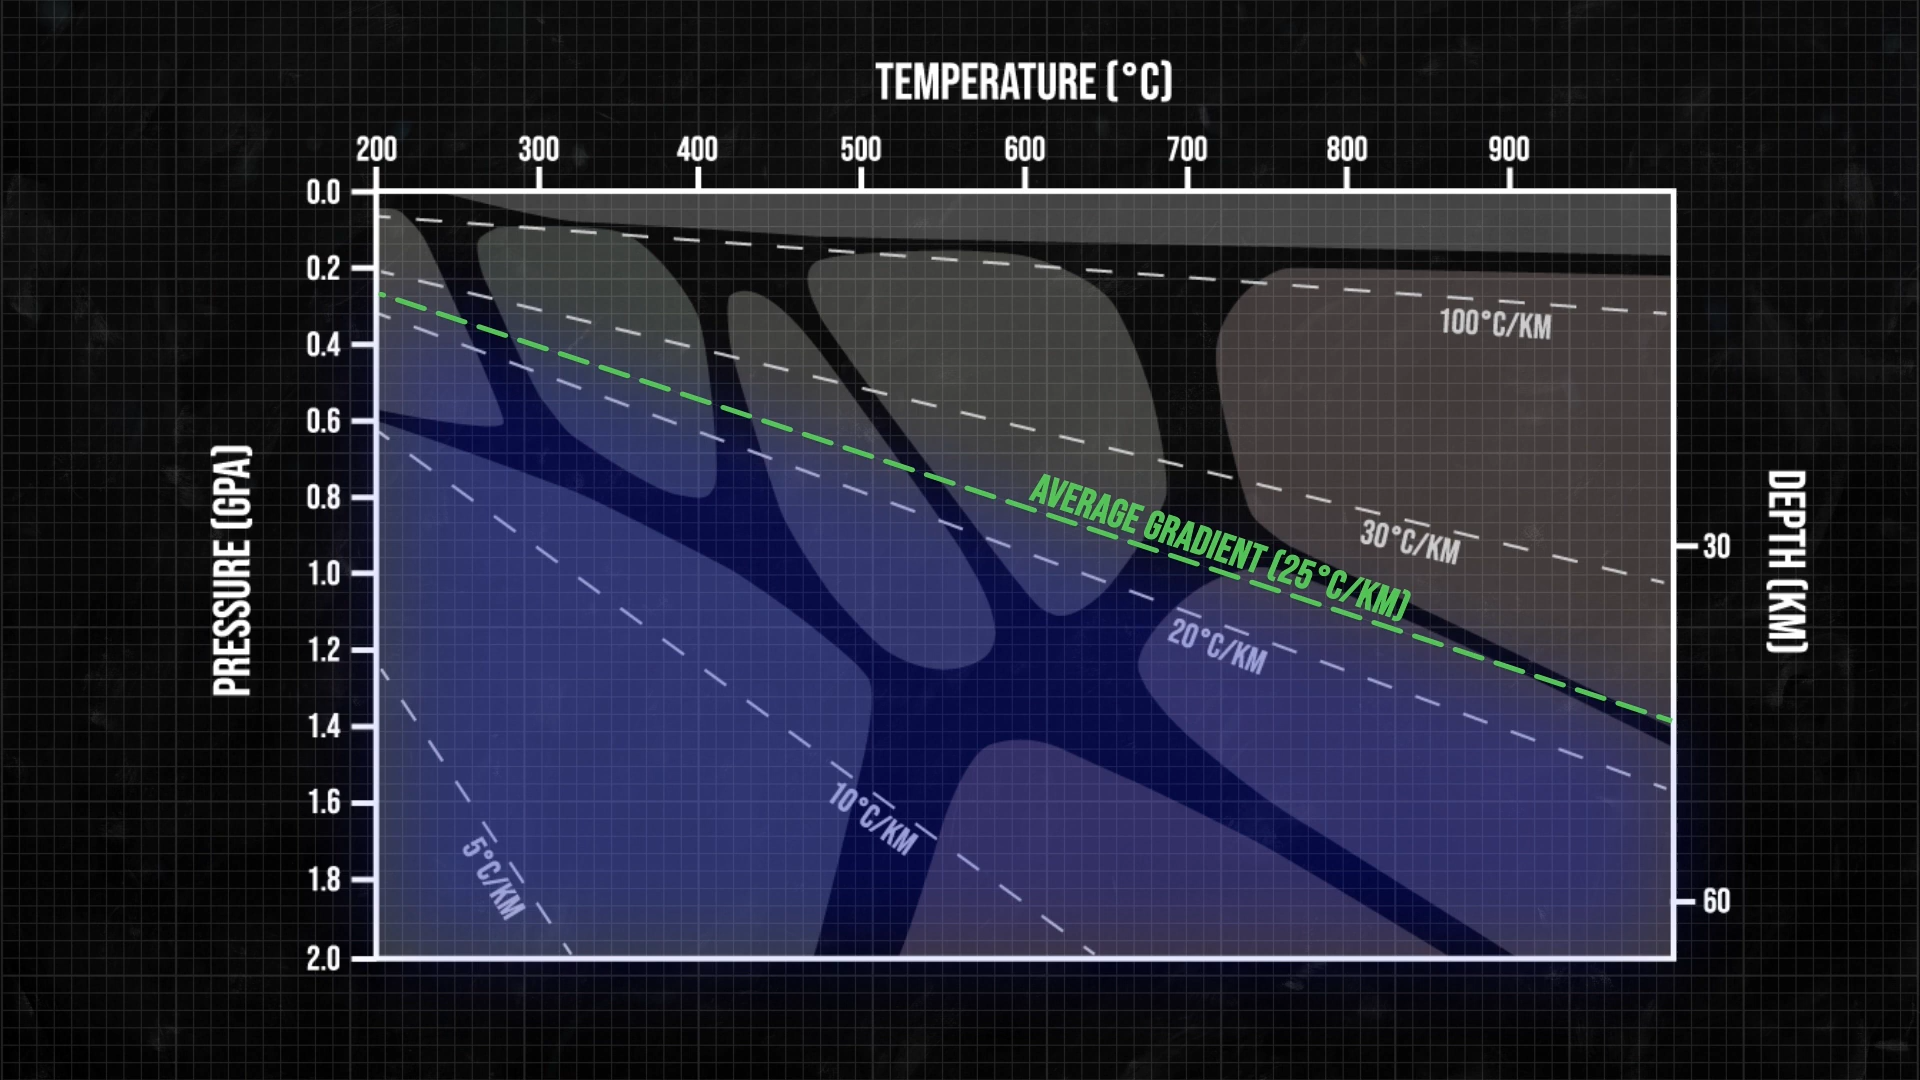 TEMPERATURE (°C)
200 300 400 500 600 700 800 900
0.0
0.2
0.4
0.6
0.8
1.0
1.2
1.4
1.6
1.8
2.0
PRESSURE (GPA)
100°C/KM
30°C/KM
AVERAGE GRADIENT (25°C/KM)
20°C/KM
10°C/KM
5°C/KM
30
60
DEPTH (KM)